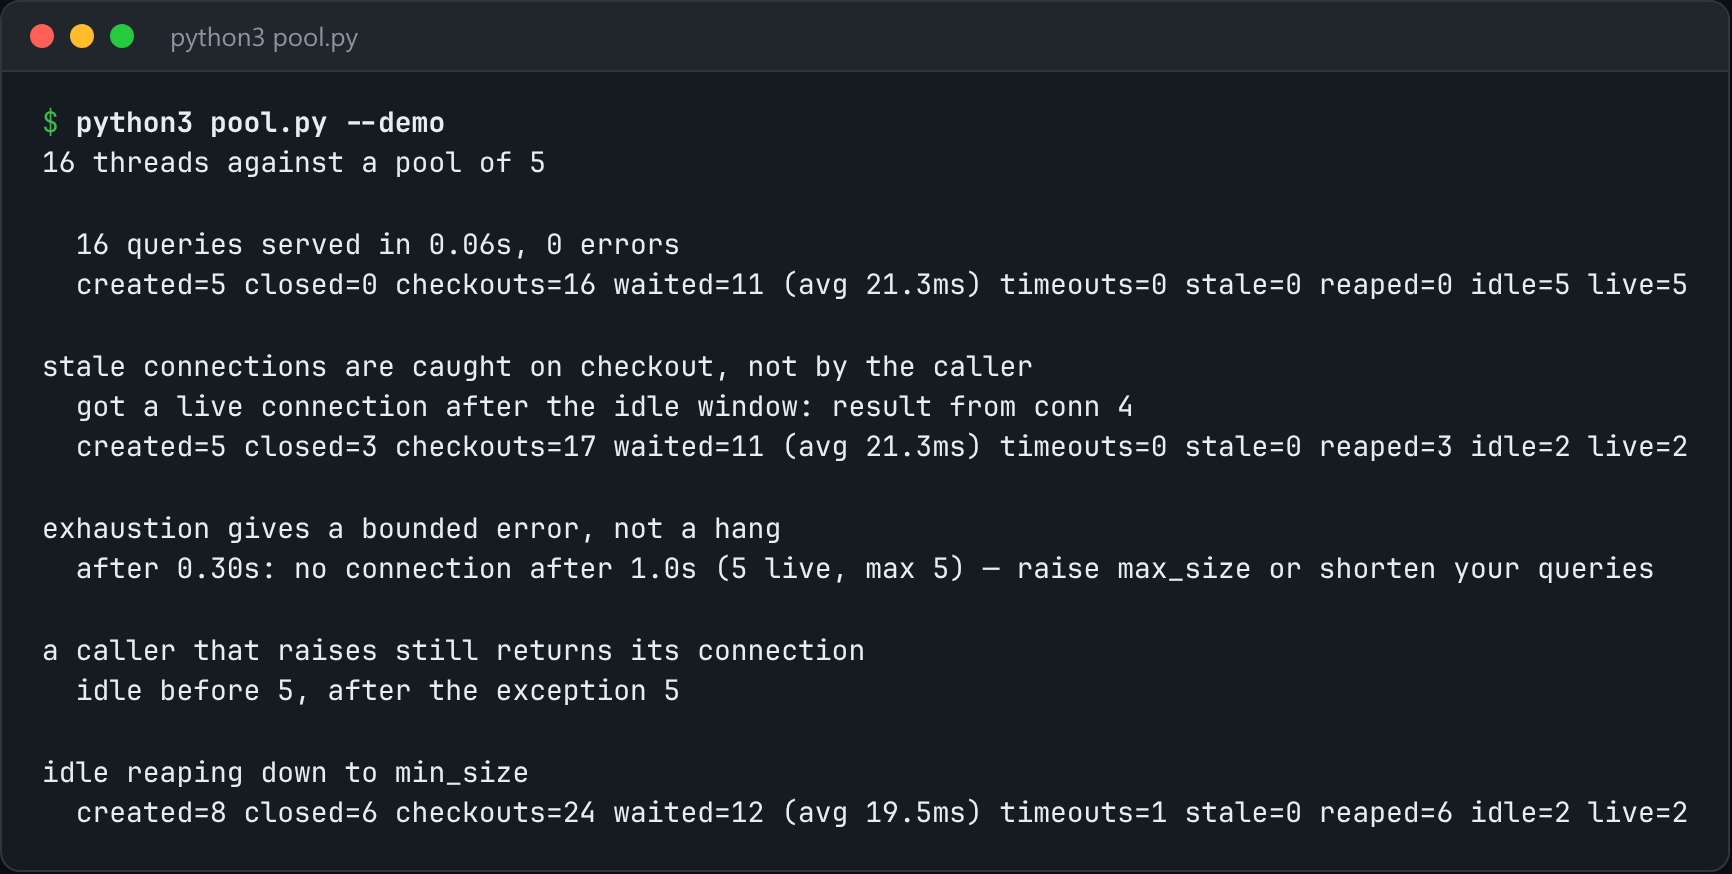 python3 pool.py
$ python3 pool.py --demo
16 threads against a pool of 5
16 queries served in 0.06s, 0 errors
created=5 closed=0 checkouts=16 waited=11 (avg 21.3ms) timeouts=0 stale=0 reaped=0 idle=5 live=5
stale connections are caught on checkout, not by the caller
got a live connection after the idle window: result from conn 4
created=5 closed=3 checkouts=17 waited=11 (avg 21.3ms) timeouts=0 stale=0 reaped=3 idle=2 live=2
exhaustion gives a bounded error, not a hang
after 0.30s: no connection after 1.0s (5 live, max 5) — raise max_size or shorten your queries
a caller that raises still returns its connection
idle before 5, after the exception 5
idle reaping down to min_size
created=8 closed=6 checkouts=24 waited=12 (avg 19.5ms) timeouts=1 stale=0 reaped=6 idle=2 live=2